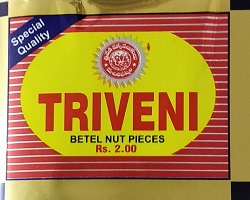 Special
Quality
TRIVENI
BETEL NUT PIECES
Rs. 2.00